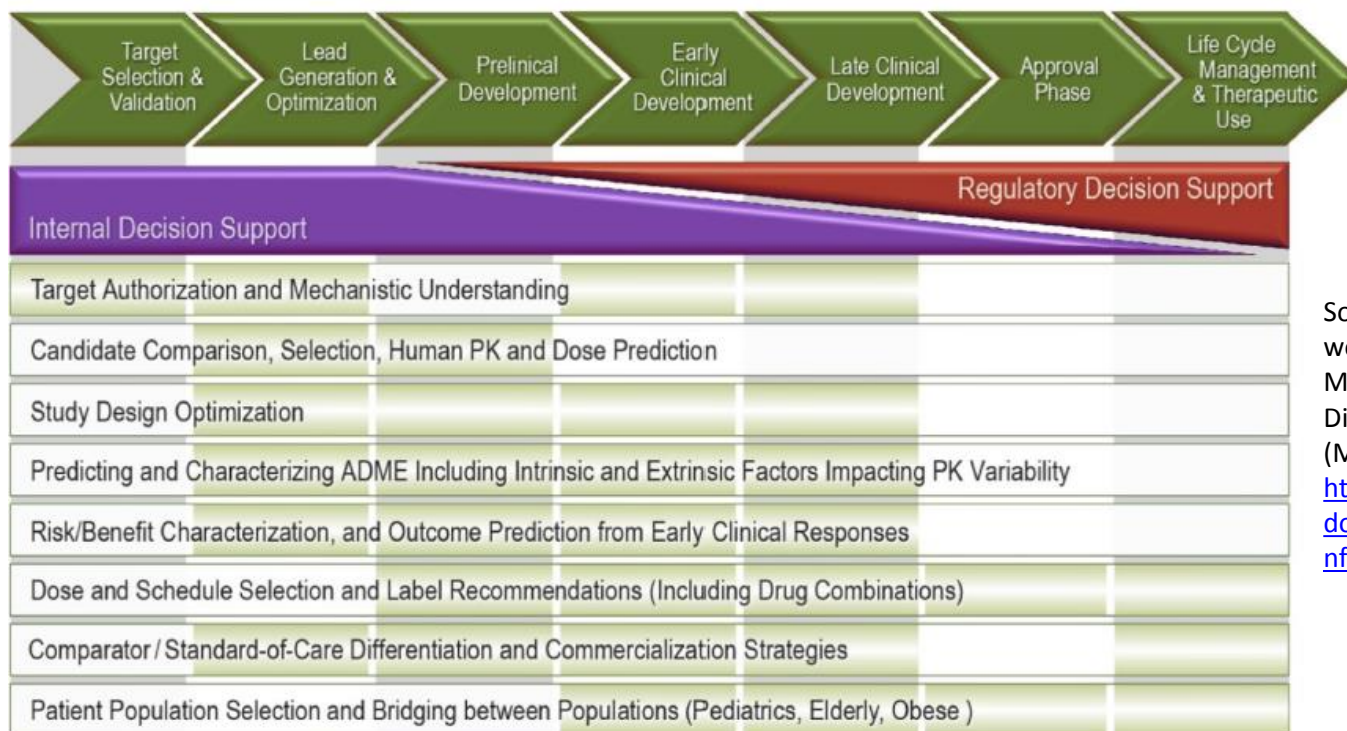 Target
Selection &
Validation
Lead
Generation &
Optimization
Prelinical
Development
Early
Clinical
Development
Late Clinical
Development
Approval
Phase
Life Cycle
Management
& Therapeutic
Use
Regulatory Decision Support
Internal Decision Support
Target Authorization and Mechanistic Understanding
Candidate Comparison, Selection, Human PK and Dose Prediction
Study Design Optimization
Predicting and Characterizing ADME Including Intrinsic and Extrinsic Factors Impacting PK Variability
Risk/Benefit Characterization, and Outcome Prediction from Early Clinical Responses
Dose and Schedule Selection and Label Recommendations (Including Drug Combinations)
Comparator / Standard-of-Care Differentiation and Commercialization Strategies
Patient Population Selection and Bridging between Populations (Pediatrics, Elderly, Obese )